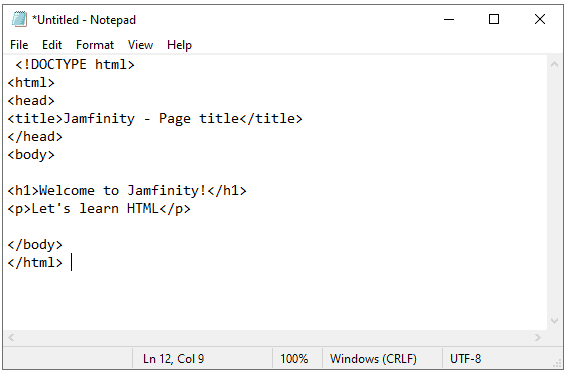 *Untitled - Notepad
File Edit Format View Help
<!DOCTYPE html>
<html>
<head>
<title>Jamfinity - Page title</title>
</head>
<body>
<h1>Welcome to Jamfinity!</h1>
<p>Let's learn HTML</p>
</body>
</html>
Ln 12, Col 9 100% Windows (CRLF) UTF-8